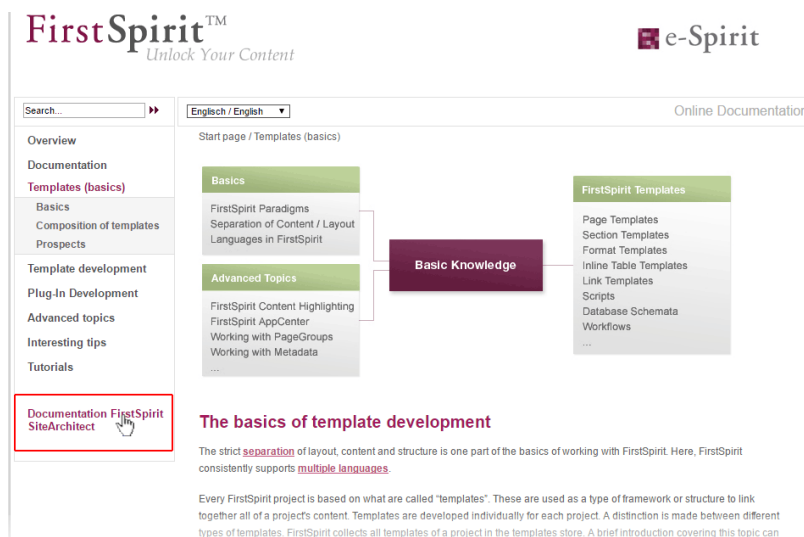 FirstSpirit™
Unlock Your Content
e-Spirit
Search...
Englisch / English
Online Documentation
Overview
Documentation
Templates (basics)
Basics
Composition of templates
Prospects
Template development
Plug-In Development
Advanced topics
Interesting tips
Tutorials
Documentation FirstSpirit
SiteArchitect
Start page / Templates (basics)
Basics
FirstSpirit Paradigms
Separation of Content / Layout
Languages in FirstSpirit
Advanced Topics
FirstSpirit Content Highlighting
FirstSpirit AppCenter
Working with PageGroups
Working with Metadata
...
Basic Knowledge
FirstSpirit Templates
Page Templates
Section Templates
Format Templates
Inline Table Templates
Link Templates
Scripts
Database Schemata
Workflows
...
The basics of template development
The strict separation of layout, content and structure is one part of the basics of working with FirstSpirit. Here, FirstSpirit
consistently supports multiple languages.
Every FirstSpirit project is based on what are called “templates”. These are used as a type of framework or structure to link
together all of a project's content. Templates are developed individually for each project. A distinction is made between different
types of templates. FirstSpirit collects all templates of a project in the templates store. A brief introduction covering this topic can